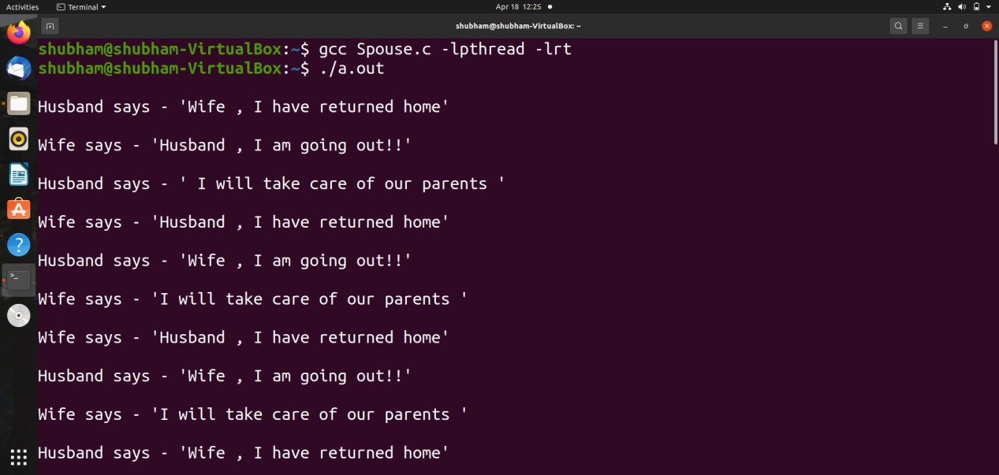 Activities
Terminal
Apr 18 12:25
shubham@shubham-VirtualBox: ~
shubham@shubham-VirtualBox:~$ gcc Spouse.c -lpthread -lrt
shubham@shubham-VirtualBox:~$ ./a.out
Husband says - 'Wife , I have returned home'
Wife says - 'Husband , I am going out!!'
Husband says - ' I will take care of our parents '
Wife says - 'Husband , I have returned home'
Husband says - 'Wife , I am going out!!'
Wife says - 'I will take care of our parents '
Wife says - 'Husband , I have returned home'
Husband says - 'Wife , I am going out!!'
Wife says - 'I will take care of our parents '
Husband says - 'Wife , I have returned home'